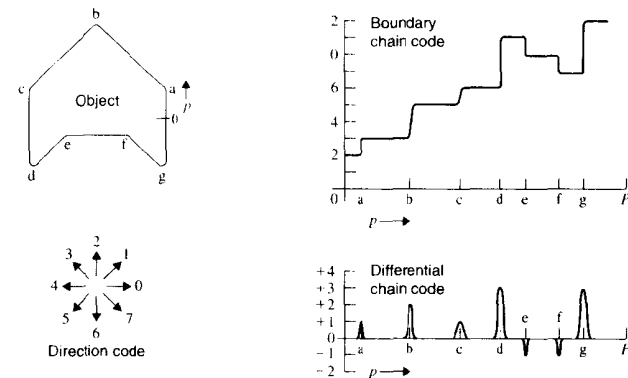 b
c
a
Object
p
0
e
f
d
g
2
3
1
4
0
5
7
6
Direction code
Boundary
chain code
2
0
6
4
2
0
a
b
c
d
e
f
g
P
p
Differential
chain code
+4
+3
+2
+1
0
−1
−2
a
b
c
d
e
f
g
P
p